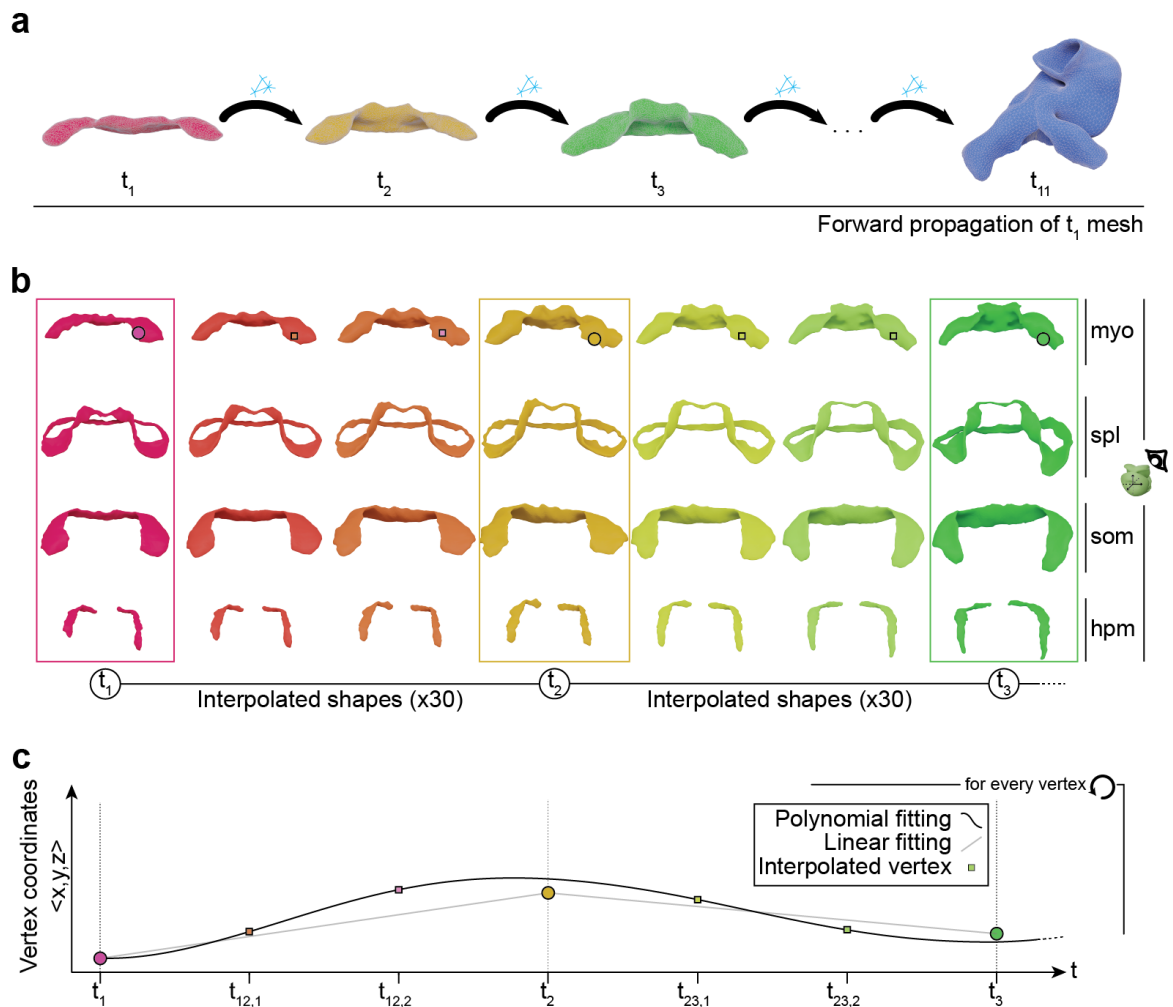 a
t1
t2
t3
. . .
t11
Forward propagation of t1 mesh
b
myo
spl
som
hpm
t1
Interpolated shapes (x30)
t2
Interpolated shapes (x30)
t3
c
Vertex coordinates
<x,y,z>
for every vertex
Polynomial fitting
Linear fitting
Interpolated vertex
t1
t12,1
t12,2
t2
t23,1
t23,2
t3
t